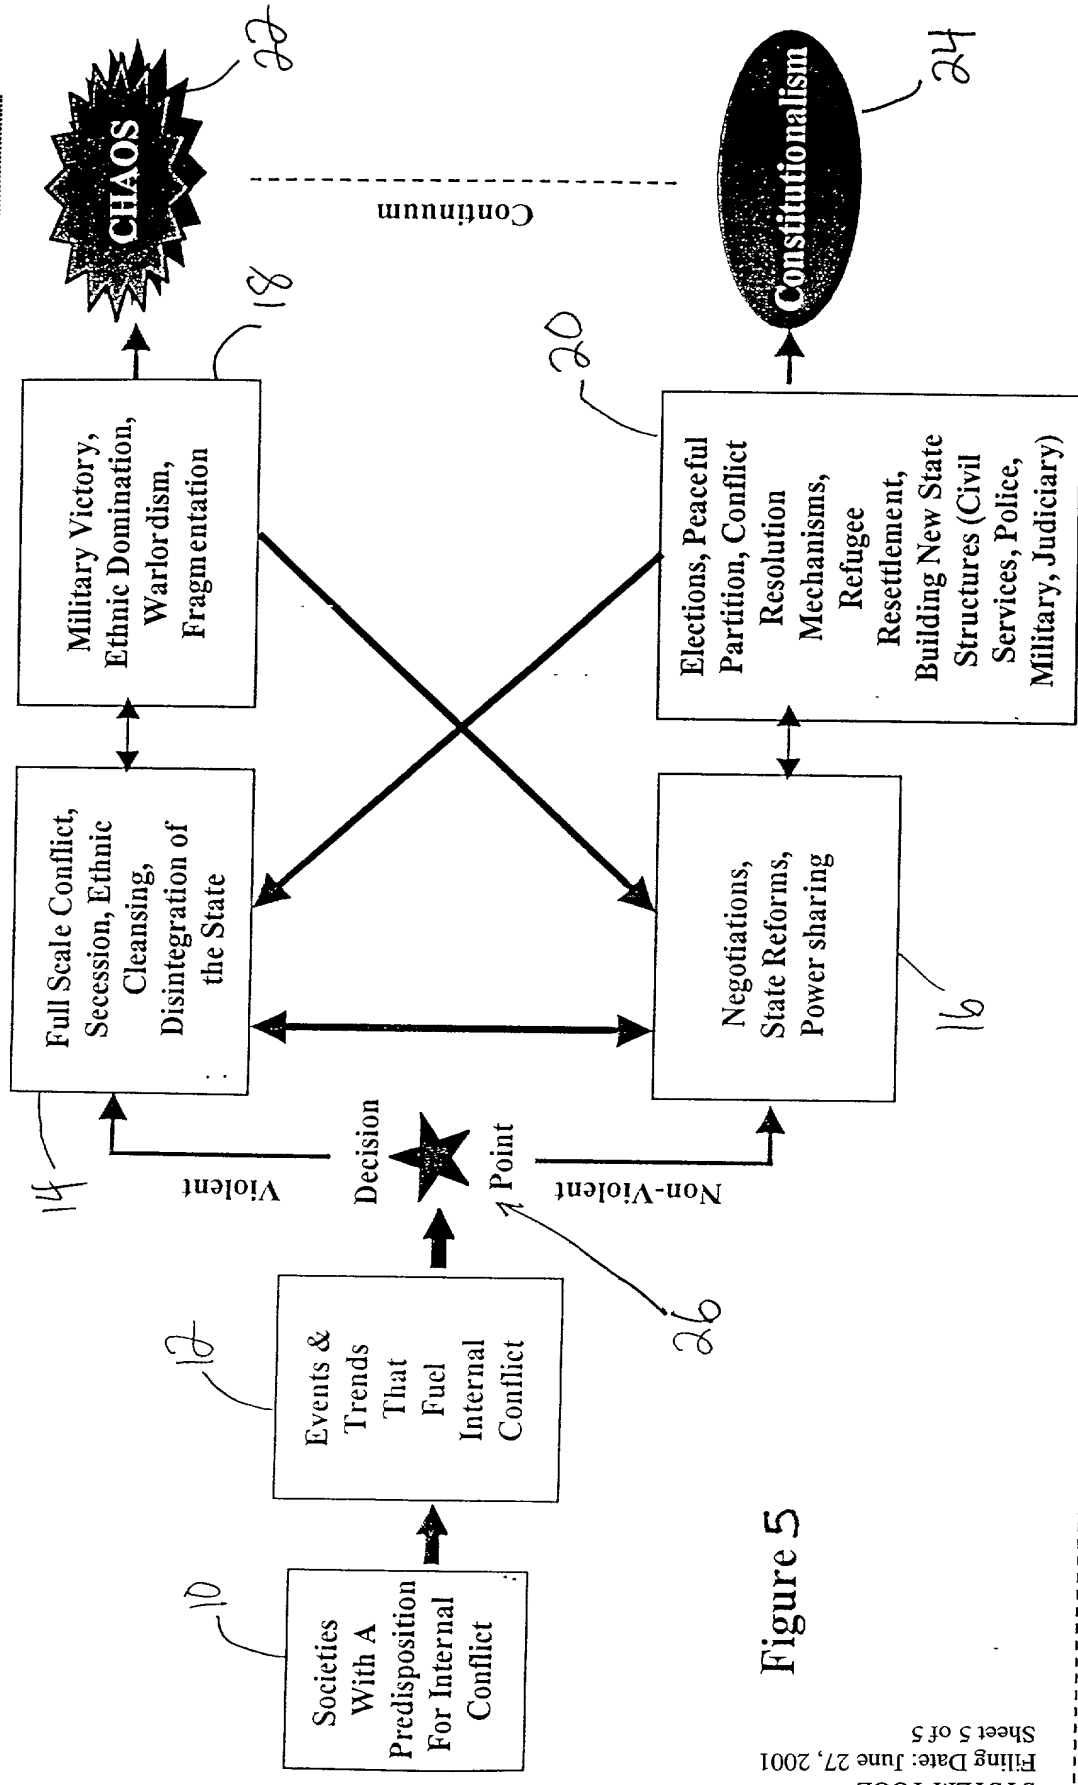 Societies
With A
Predisposition
For Internal
Conflict
10
Events &
Trends
That
Fuel
Internal
Conflict
12
Decision
Point
26
Violent
Non-Violent
Full Scale Conflict,
Secession, Ethnic
Cleansing,
Disintegration of
the State
14
Negotiations,
State Reforms,
Power sharing
16
Military Victory,
Ethnic Domination,
Warlordism,
Fragmentation
18
Elections, Peaceful
Partition, Conflict
Resolution
Mechanisms,
Refugee
Resettlement,
Building New State
Structures (Civil
Services, Police,
Military, Judiciary)
20
CHAOS
22
Continuum
Constitutionalism
24
Figure 5
Filing Date: June 27, 2001
Sheet 5 of 5